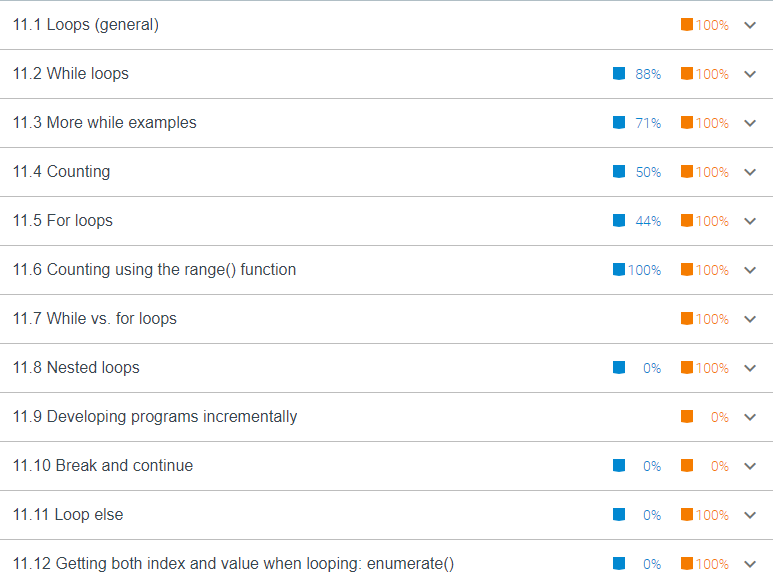 11.1 Loops (general) 100%
11.2 While loops 88% 100%
11.3 More while examples 71% 100%
11.4 Counting 50% 100%
11.5 For loops 44% 100%
11.6 Counting using the range() function 100% 100%
11.7 While vs. for loops 100%
11.8 Nested loops 0% 100%
11.9 Developing programs incrementally 0%
11.10 Break and continue 0% 0%
11.11 Loop else 0% 100%
11.12 Getting both index and value when looping: enumerate() 0% 100%